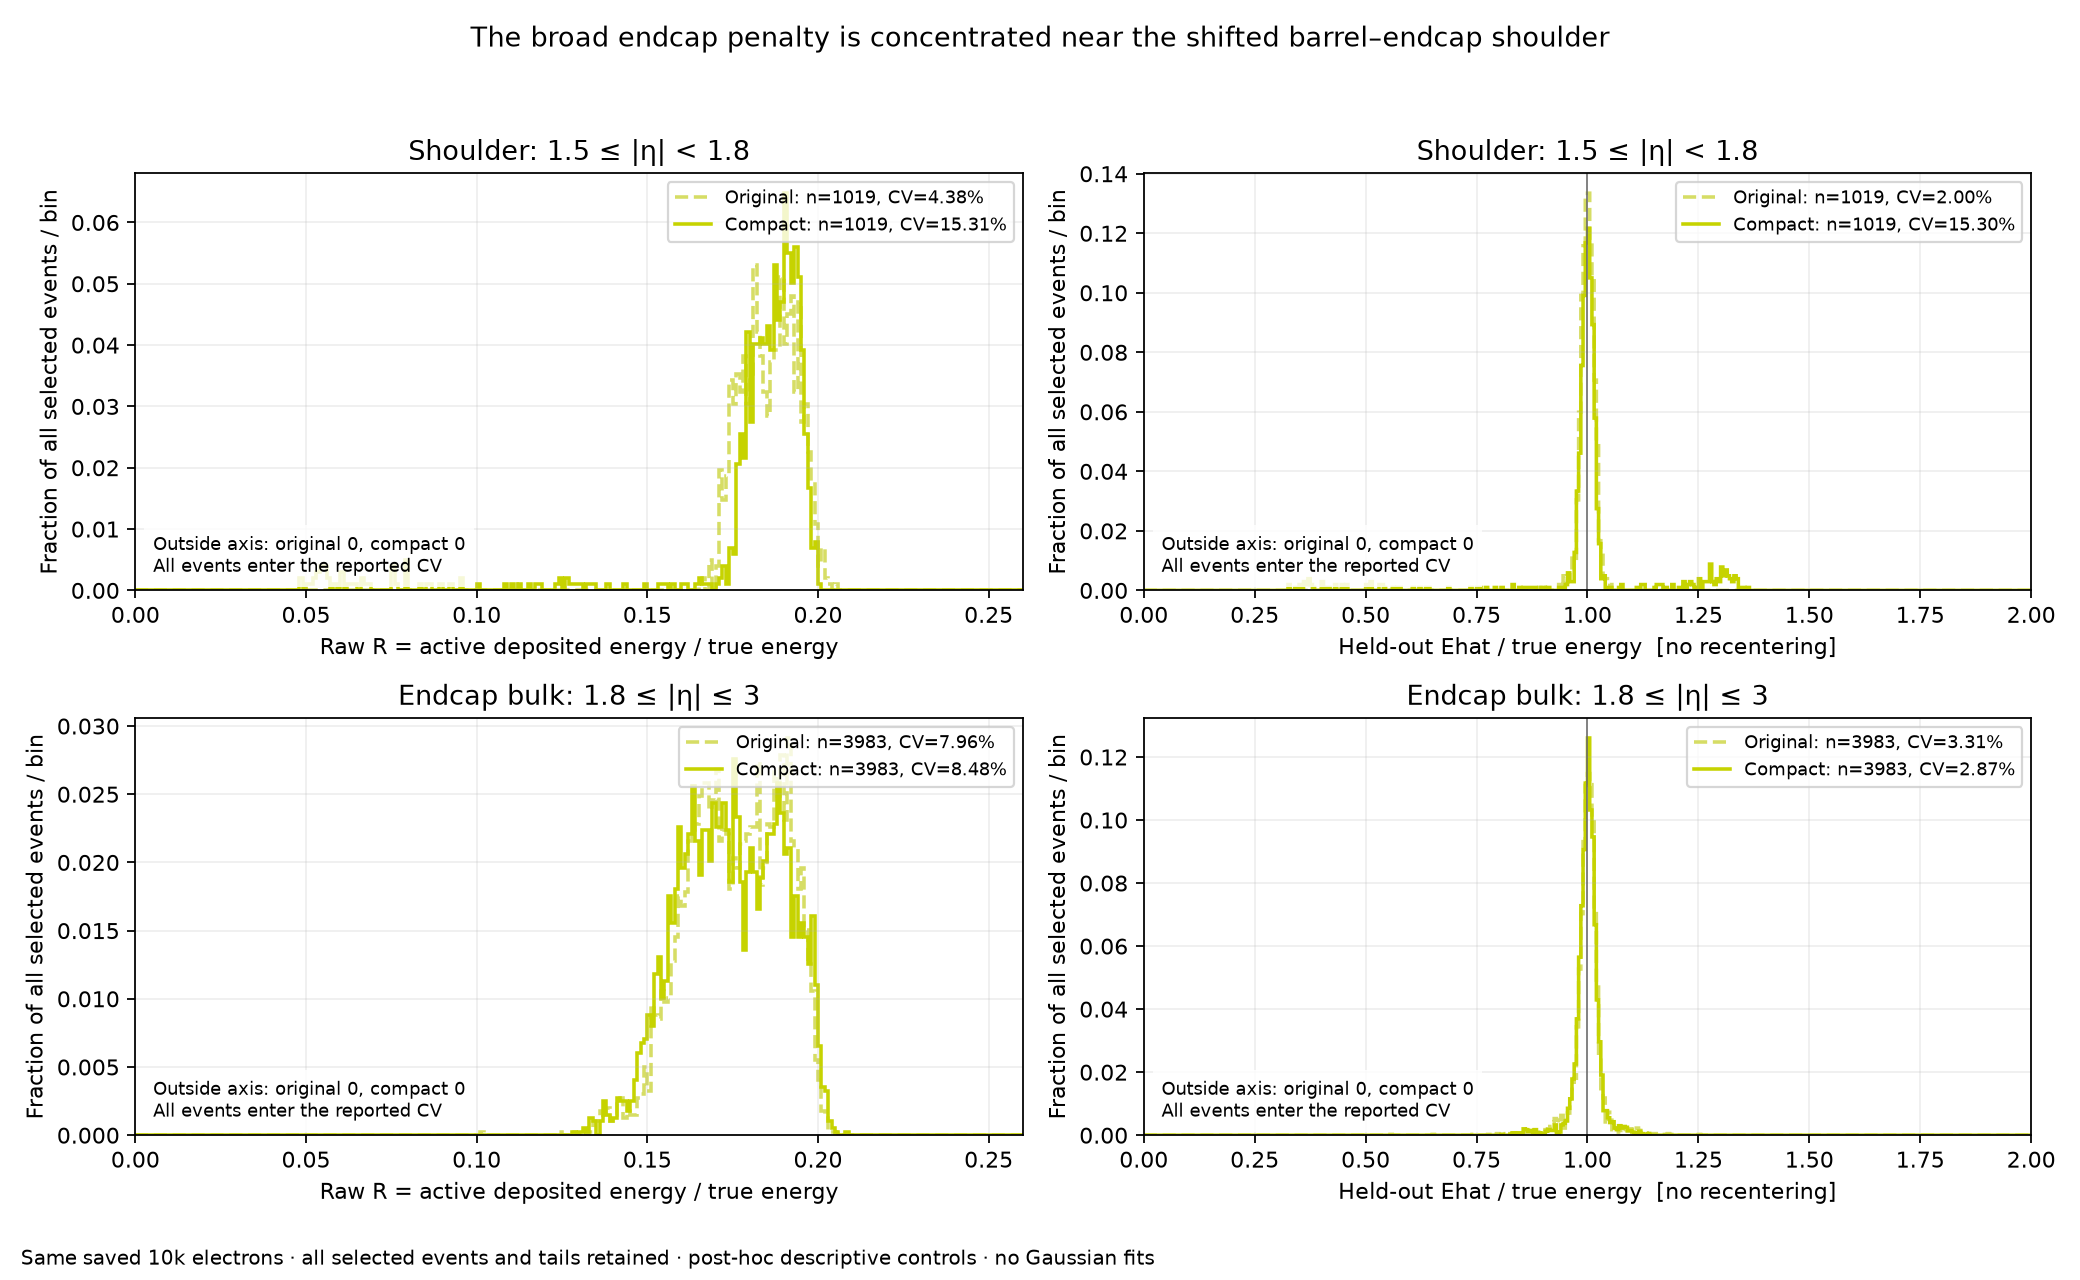 The broad endcap penalty is concentrated near the shifted barrel–endcap shoulder
Shoulder: 1.5 ≤ |η| < 1.8
Fraction of all selected events / bin
0.06
0.05
0.04
0.03
0.02
0.01
0.00
Original: n=1019, CV=4.38%
Compact: n=1019, CV=15.31%
Outside axis: original 0, compact 0
All events enter the reported CV
0.00 0.05 0.10 0.15 0.20 0.25
Raw R = active deposited energy / true energy
Shoulder: 1.5 ≤ |η| < 1.8
Fraction of all selected events / bin
0.14
0.12
0.10
0.08
0.06
0.04
0.02
0.00
Original: n=1019, CV=2.00%
Compact: n=1019, CV=15.30%
Outside axis: original 0, compact 0
All events enter the reported CV
0.00 0.25 0.50 0.75 1.00 1.25 1.50 1.75 2.00
Held-out Ehat / true energy [no recentering]
Endcap bulk: 1.8 ≤ |η| ≤ 3
Fraction of all selected events / bin
0.030
0.025
0.020
0.015
0.010
0.005
0.000
Original: n=3983, CV=7.96%
Compact: n=3983, CV=8.48%
Outside axis: original 0, compact 0
All events enter the reported CV
0.00 0.05 0.10 0.15 0.20 0.25
Raw R = active deposited energy / true energy
Endcap bulk: 1.8 ≤ |η| ≤ 3
Fraction of all selected events / bin
0.12
0.10
0.08
0.06
0.04
0.02
0.00
Original: n=3983, CV=3.31%
Compact: n=3983, CV=2.87%
Outside axis: original 0, compact 0
All events enter the reported CV
0.00 0.25 0.50 0.75 1.00 1.25 1.50 1.75 2.00
Held-out Ehat / true energy [no recentering]
Same saved 10k electrons · all selected events and tails retained · post-hoc descriptive controls · no Gaussian fits